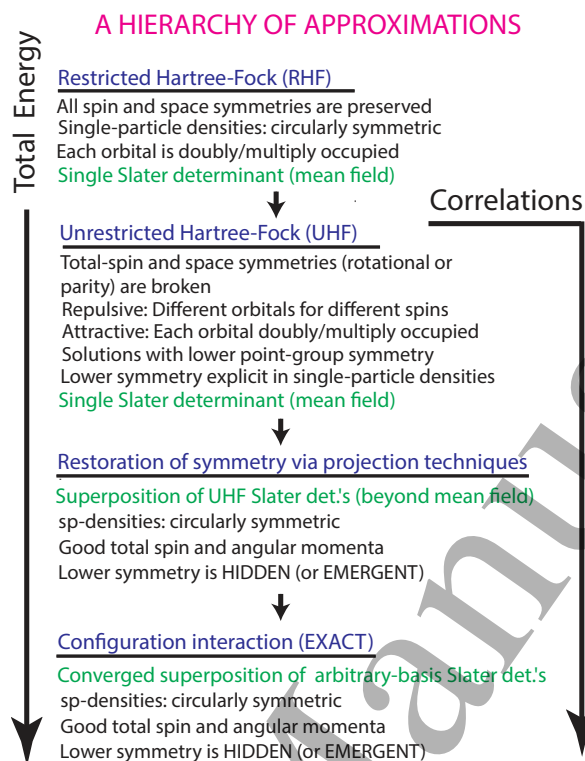 A HIERARCHY OF APPROXIMATIONS
Total Energy
Restricted Hartree-Fock (RHF)
All spin and space symmetries are preserved
Single-particle densities: circularly symmetric
Each orbital is doubly/multiply occupied
Single Slater determinant (mean field)
Correlations
Unrestricted Hartree-Fock (UHF)
Total-spin and space symmetries (rotational or
parity) are broken
Repulsive: Different orbitals for different spins
Attractive: Each orbital doubly/multiply occupied
Solutions with lower point-group symmetry
Lower symmetry explicit in single-particle densities
Single Slater determinant (mean field)
Restoration of symmetry via projection techniques
Superposition of UHF Slater det.'s (beyond mean field)
sp-densities: circularly symmetric
Good total spin and angular momenta
Lower symmetry is HIDDEN (or EMERGENT)
Configuration interaction (EXACT)
Converged superposition of arbitrary-basis Slater det.'s
sp-densities: circularly symmetric
Good total spin and angular momenta
Lower symmetry is HIDDEN (or EMERGENT)
Manu